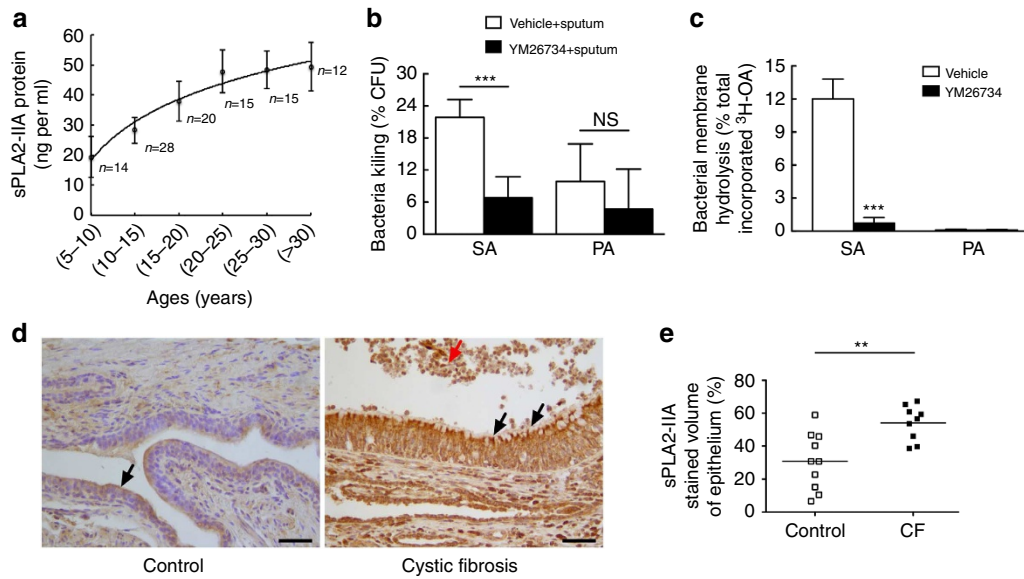 a
sPLA2-IIA protein
(ng per ml)
60
50
40
30
20
10
0
n=14
n=28
n=20
n=15
n=15
n=12
(5–10)
(10–15)
(15–20)
(20–25)
(25–30)
(>30)
Ages (years)
b
Vehicle+sputum
YM26734+sputum
Bacteria killing (% CFU)
30
24
18
12
6
0
***
NS
SA
PA
c
Bacterial membrane
hydrolysis (% total
incorporated ³H-OA)
15
12
9
6
3
0
Vehicle
YM26734
***
SA
PA
d
Control
Cystic fibrosis
e
sPLA2-IIA
stained volume
of epithelium (%)
80
60
40
20
0
**
Control
CF